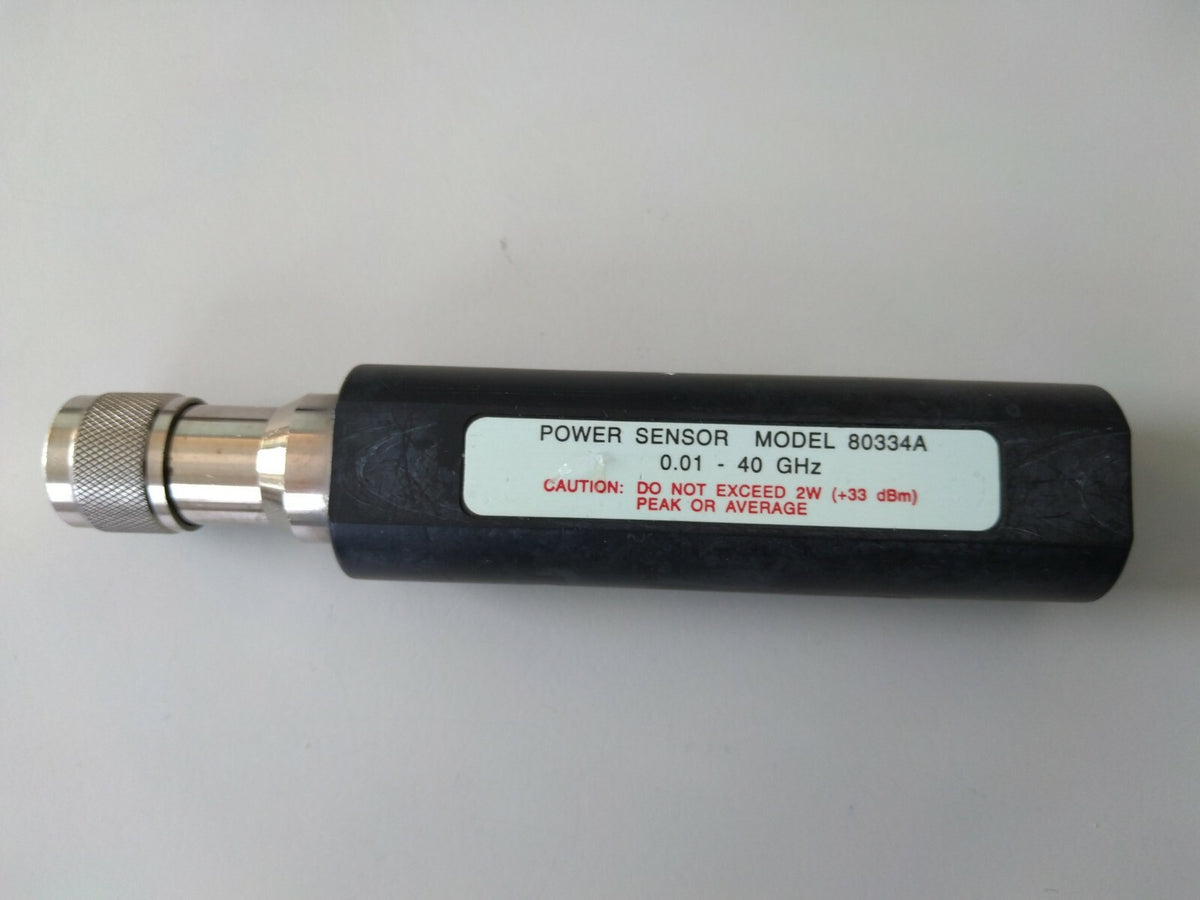 POWER SENSOR MODEL 80334A
0.01 - 40 GHz
CAUTION: DO NOT EXCEED 2W (+33 dBm)
PEAK OR AVERAGE